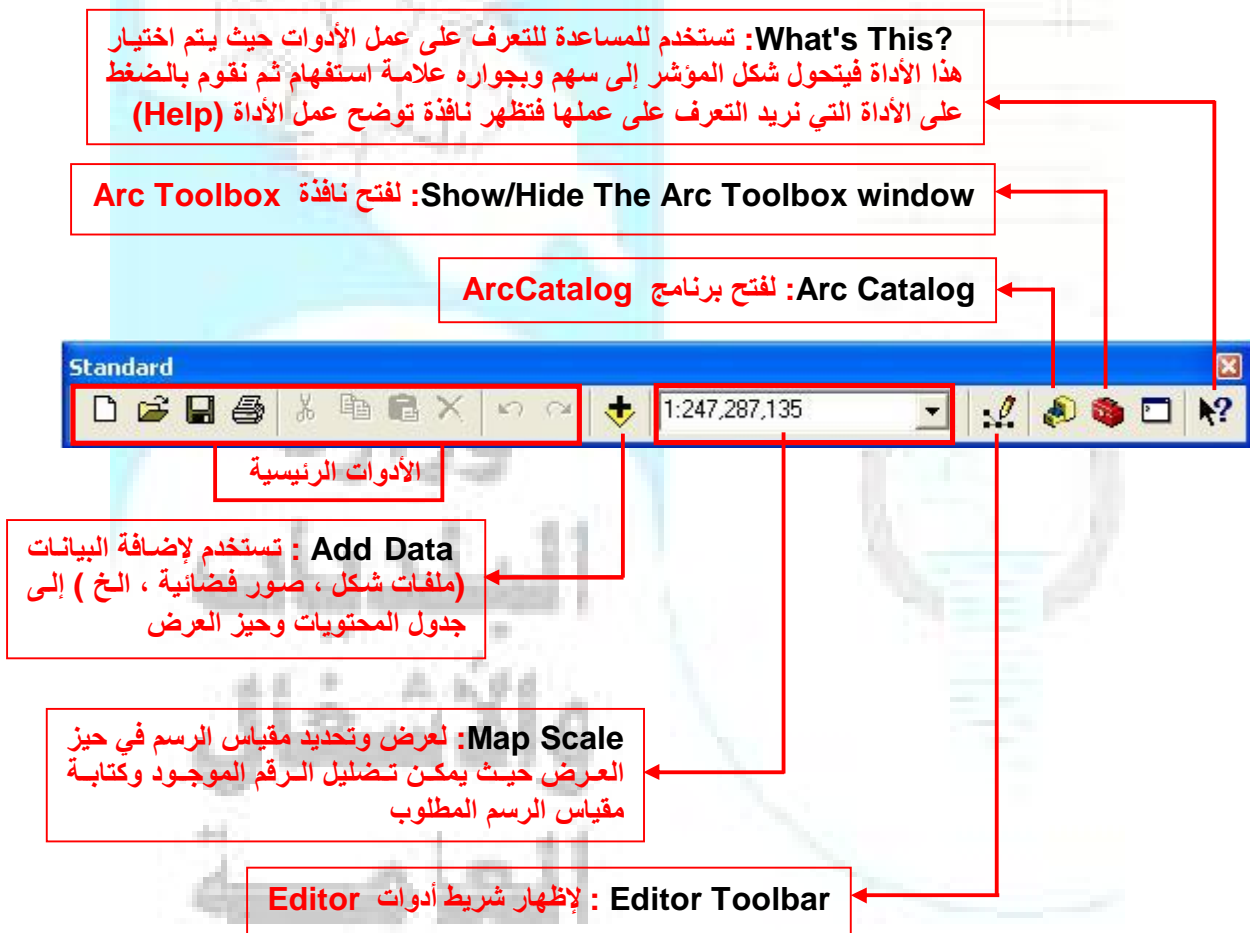 What's This?: تستخدم للمساعدة للتعرف على عمل الأدوات حيث يتم اختيار
هذا الأداة فيتحول شكل المؤشر إلى سهم وبجواره علامة استفهام ثم نقوم بالضغط
على الأداة التي نريد التعرف على عملها فتظهر نافذة توضح عمل الأداة (Help)
Show/Hide The Arc Toolbox window: لفتح نافذة Arc Toolbox
Arc Catalog: لفتح برنامج ArcCatalog
Standard
1:247,287,135
الأدوات الرئيسية
Add Data : تستخدم لإضافة البيانات
(ملفات شكل ، صور فضائية ، الخ ) إلى
جدول المحتويات وحيز العرض
Map Scale: لعرض وتحديد مقياس الرسم في حيز
العرض حيث يمكن تضليل الرقم الموجود وكتابة
مقياس الرسم المطلوب
Editor Toolbar : لإظهار شريط أدوات Editor